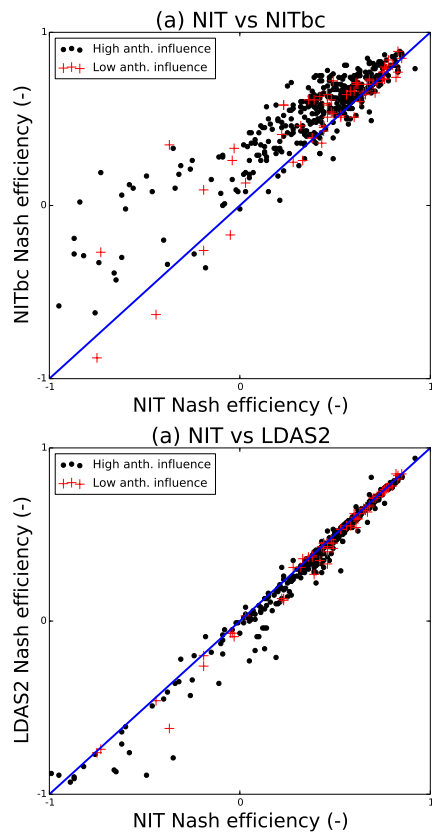 (a) NIT vs NITbc
1
High anth. influence
Low anth. influence
NITbc Nash efficiency (-)
0
-1
-1
0
1
NIT Nash efficiency (-)
(a) NIT vs LDAS2
1
High anth. influence
Low anth. influence
LDAS2 Nash efficiency (-)
0
-1
-1
0
1
NIT Nash efficiency (-)